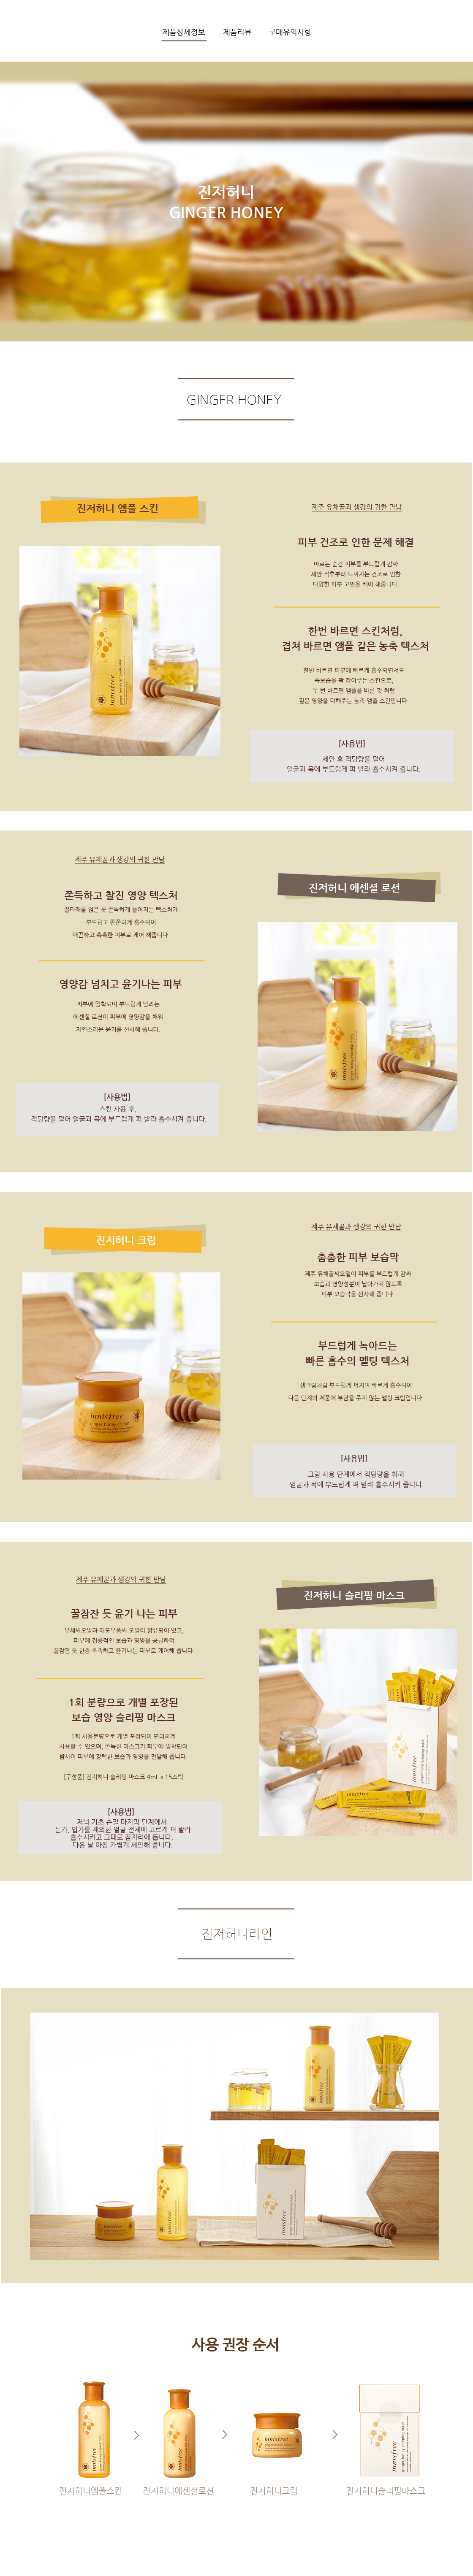 제품상세정보 제품리뷰 구매유의사항
진저허니
GINGER HONEY
GINGER HONEY
진저허니 엠플 스킨
제주 유채꿀과 생강의 귀한 만남
피부 건조로 인한 문제 해결
바르는 순간 피부를 부드럽게 감싸
세안 직후부터 느껴지는 건조로 인한
다양한 피부 고민을 케어 해줍니다.
한번 바르면 스킨처럼,
겹쳐 바르면 앰플 같은 농축 텍스처
한번 바르면 피부에 빠르게 흡수되면서도
속보습을 꽉 잡아주는 스킨으로,
두 번 바르면 앰플을 바른 것 처럼
깊은 영양을 더해주는 농축 앰플 스킨입니다.
[사용법]
세안 후 적당량을 덜어
얼굴과 목에 부드럽게 펴 발라 흡수시켜 줍니다.
innisfree
제주 유채꿀과 생강의 귀한 만남
쫀득하고 찰진 영양 텍스처
꿀타래를 엮은 듯 쫀득하게 늘어지는 텍스처가
부드럽고 쫀쫀하게 흡수되어
매끈하고 촉촉한 피부로 케어 해줍니다.
영양감 넘치고 윤기나는 피부
피부에 밀착되며 부드럽게 발리는
에센셜 로션이 피부에 영양감을 채워
자연스러운 윤기를 선사해 줍니다.
[사용법]
스킨 사용 후,
적당량을 덜어 얼굴과 목에 부드럽게 펴 발라 흡수시켜 줍니다.
진저허니 에센셜 로션
innisfree
진저허니 크림
innisfree
ginger honey cream
제주 유채꿀과 생강의 귀한 만남
촘촘한 피부 보습막
제주 유채꿀씨오일이 피부를 부드럽게 감싸
보습과 영양성분이 날아가지 않도록
피부 보습막을 선사해 줍니다.
부드럽게 녹아드는
빠른 흡수의 멜팅 텍스처
생크림처럼 부드럽게 퍼지며 빠르게 흡수되어
다음 단계의 제품에 부담을 주지 않는 멜팅 크림입니다.
[사용법]
크림 사용 단계에서 적당량을 취해
얼굴과 목에 부드럽게 펴 발라 흡수시켜 줍니다.
제주 유채꿀과 생강의 귀한 만남
꿀잠잔 듯 윤기 나는 피부
유채씨오일과 메도우폼씨 오일이 함유되어 있고,
피부에 집중적인 보습과 영양을 공급하여
꿀잠잔 듯 한층 촉촉하고 윤기나는 피부로 케어해 줍니다.
1회 분량으로 개별 포장된
보습 영양 슬리핑 마스크
1회 사용분량으로 개별 포장되어 편리하게
사용할 수 있으며, 쫀득한 마스크가 피부에 밀착되어
밤사이 피부에 강력한 보습과 영양을 전달해 줍니다.
[구성품] 진저허니 슬리핑 마스크 4mL x 15스틱
[사용법]
저녁 기초 손질 마지막 단계에서
눈가, 입가를 제외한 얼굴 전체에 고르게 펴 발라
흡수시키고 그대로 잠자리에 듭니다.
다음 날 아침 가볍게 세안해 줍니다.
진저허니 슬리핑 마스크
innisfree
ginger honey sleeping mask
진저허니라인
innisfree
innisfree
innisfree
사용 권장 순서
innisfree
innisfree
innisfree
innisfree
진저허니엠플스킨
진저허니에센셜로션
진저허니크림
진저허니슬리핑마스크